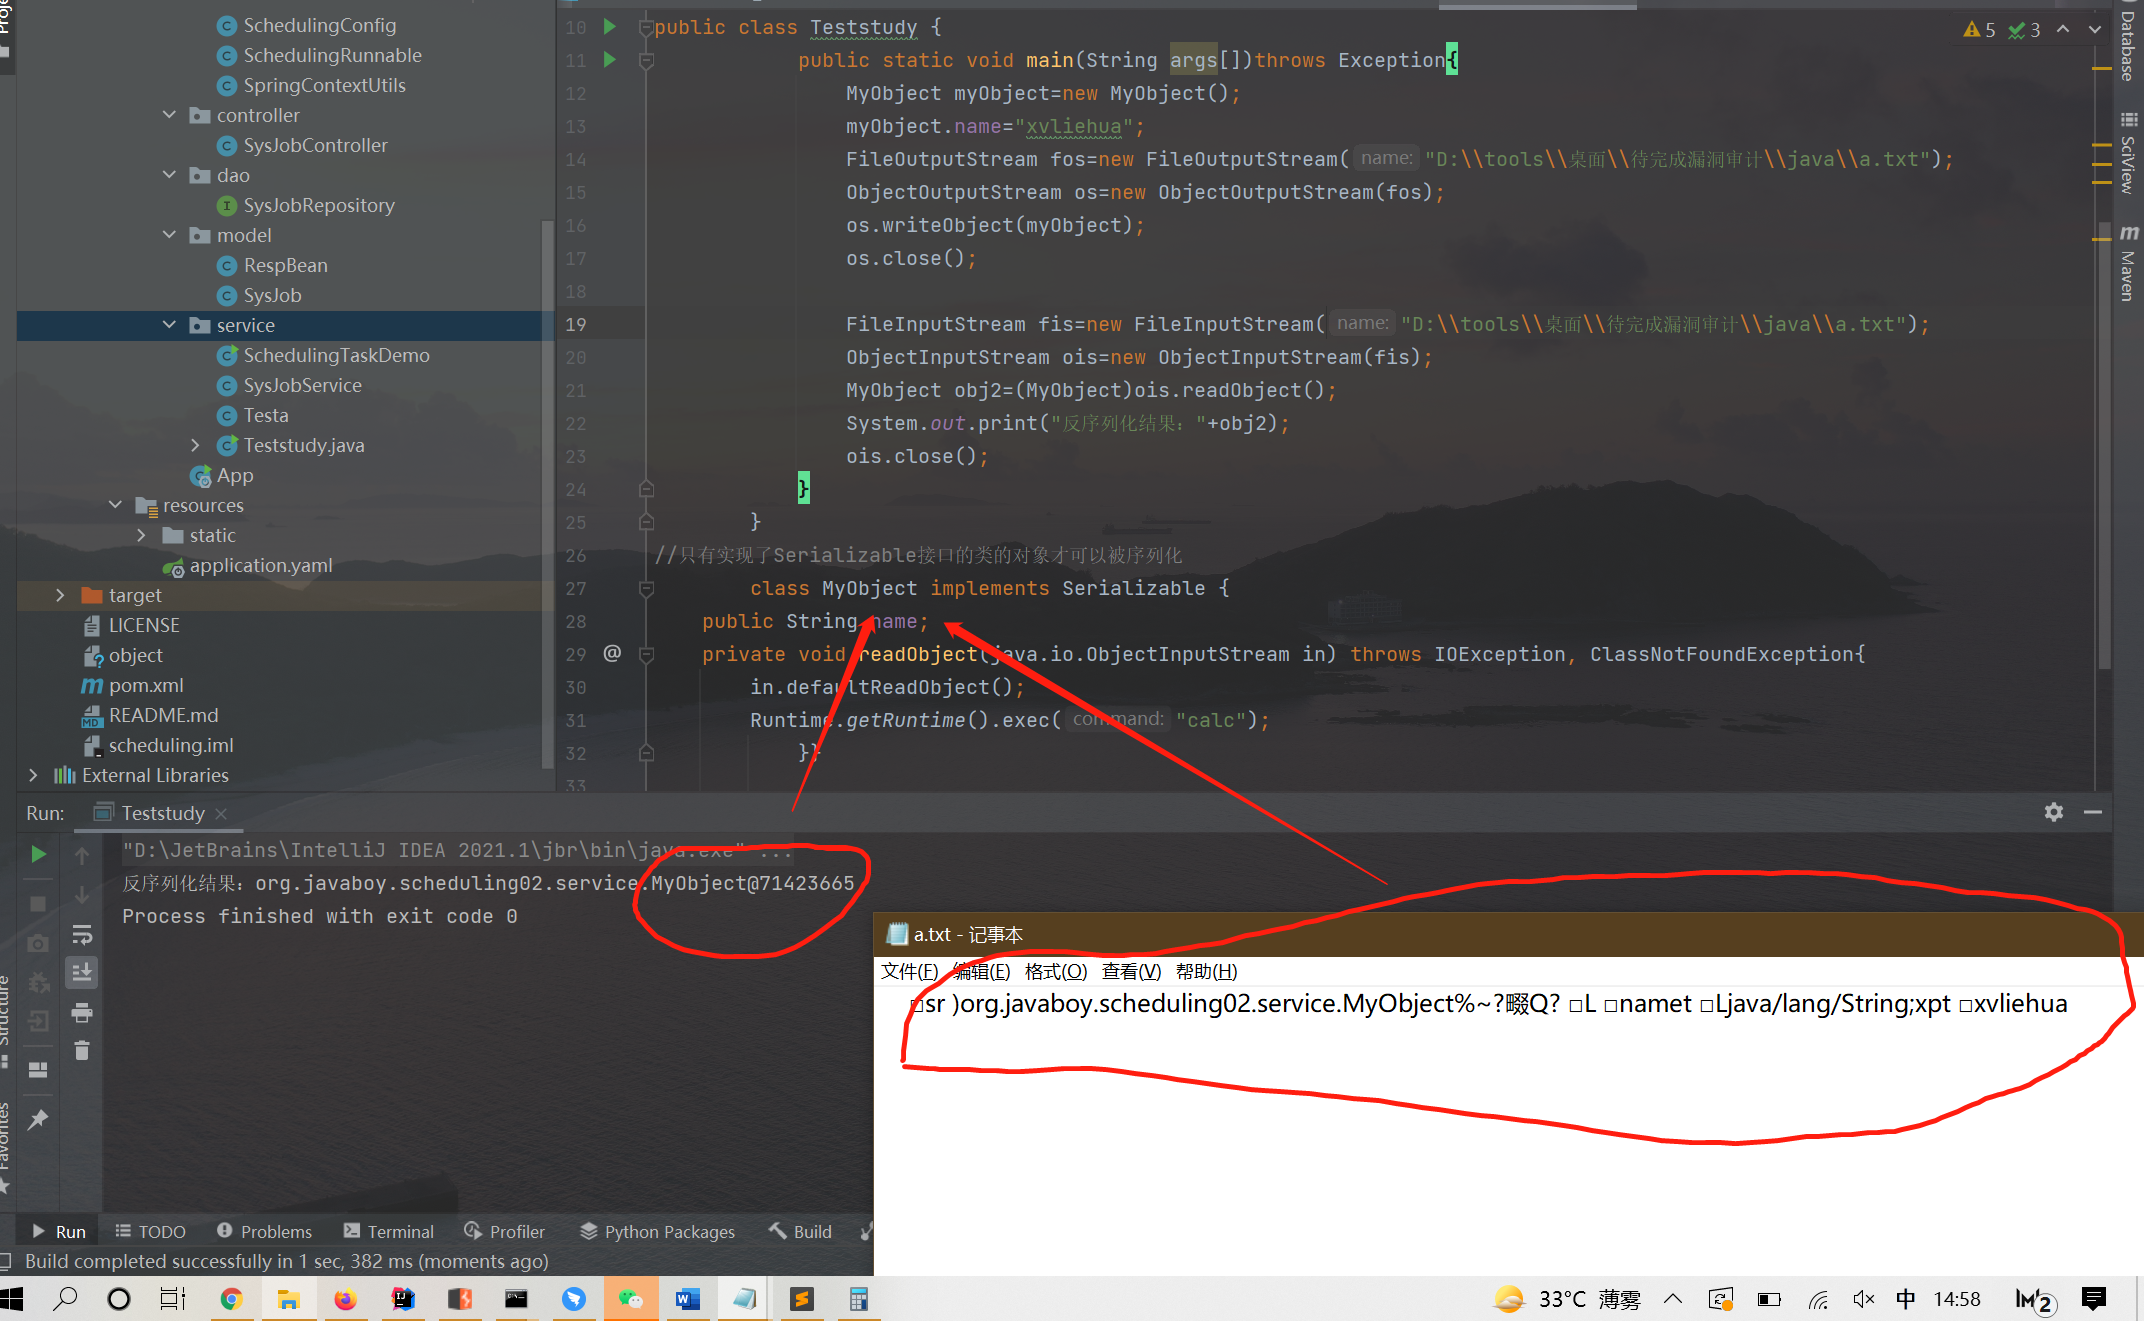 SchedulingConfig
SchedulingRunnable
SpringContextUtils
controller
SysJobController
dao
SysJobRepository
model
RespBean
SysJob
service
SchedulingTaskDemo
SysJobService
Testa
Teststudy.java
App
resources
static
application.yaml
target
LICENSE
object
pom.xml
README.md
scheduling.iml
External Libraries
5 3
10 public class Teststudy {
11 public static void main(String args[])throws Exception{
12 MyObject myObject=new MyObject();
13 myObject.name="xvliehua";
14 FileOutputStream fos=new FileOutputStream( name: "D:\\tools\\桌面\\待完成漏洞审计\\java\\a.txt");
15 ObjectOutputStream os=new ObjectOutputStream(fos);
16 os.writeObject(myObject);
17 os.close();
18
19 FileInputStream fis=new FileInputStream( name: "D:\\tools\\桌面\\待完成漏洞审计\\java\\a.txt");
20 ObjectInputStream ois=new ObjectInputStream(fis);
21 MyObject obj2=(MyObject)ois.readObject();
22 System.out.print("反序列化结果："+obj2);
23 ois.close();
24 }
25 }
26 //只有实现了Serializable接口的类的对象才可以被序列化
27 class MyObject implements Serializable {
28 public String name;
29 @ private void readObject(java.io.ObjectInputStream in) throws IOException, ClassNotFoundException{
30 in.defaultReadObject();
31 Runtime.getRuntime().exec( command: "calc");
32 }}
33
Database
SciView
Maven
Run: Teststudy
"D:\JetBrains\IntelliJ IDEA 2021.1\jbr\bin\java.exe" ...
反序列化结果：org.javaboy.scheduling02.service.MyObject@71423665
Process finished with exit code 0
Structure
Favorites
a.txt - 记事本
文件(F) 编辑(E) 格式(O) 查看(V) 帮助(H)
□sr )org.javaboy.scheduling02.service.MyObject%~?畷Q? □L □namet □Ljava/lang/String;xpt □xvliehua
Run TODO Problems Terminal Profiler Python Packages Build
Build completed successfully in 1 sec, 382 ms (moments ago)
33°C 薄雾 中 14:58 2